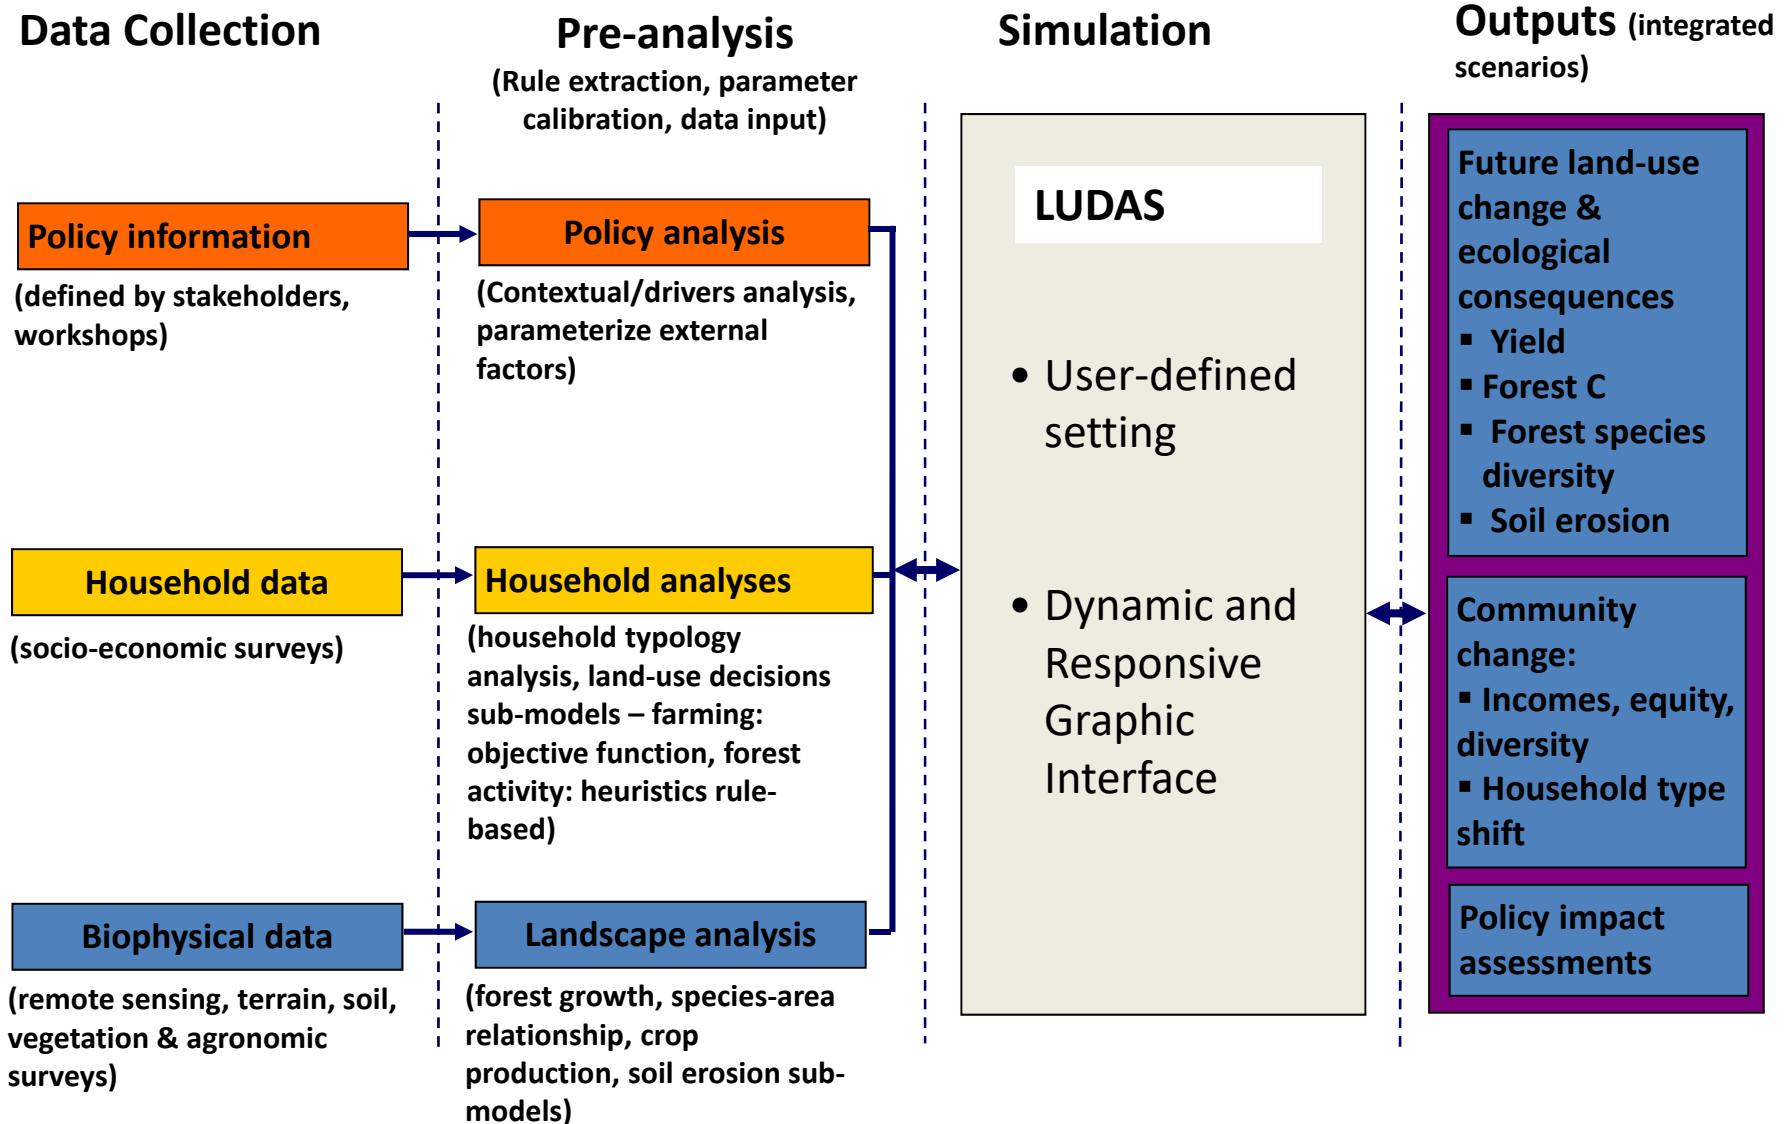 Data Collection
Pre-analysis
(Rule extraction, parameter
calibration, data input)
Simulation
Outputs (integrated
scenarios)
Policy information
(defined by stakeholders,
workshops)
Policy analysis
(Contextual/drivers analysis,
parameterize external
factors)
Household data
(socio-economic surveys)
Household analyses
(household typology
analysis, land-use decisions
sub-models – farming:
objective function, forest
activity: heuristics rule-
based)
Biophysical data
(remote sensing, terrain, soil,
vegetation & agronomic
surveys)
Landscape analysis
(forest growth, species-area
relationship, crop
production, soil erosion sub-
models)
LUDAS
• User-defined
setting
• Dynamic and
Responsive
Graphic
Interface
Future land-use
change &
ecological
consequences
▪ Yield
▪ Forest C
▪ Forest species
diversity
▪ Soil erosion
Community
change:
▪ Incomes, equity,
diversity
▪ Household type
shift
Policy impact
assessments